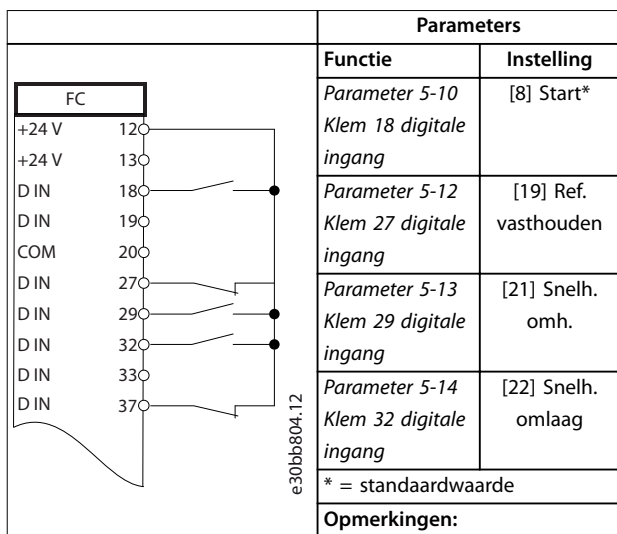 FC
+24 V 12
+24 V 13
D IN 18
D IN 19
COM 20
D IN 27
D IN 29
D IN 32
D IN 33
D IN 37
e30bb804.12
Parameters
Functie Instelling
Parameter 5-10 [8] Start*
Klem 18 digitale
ingang
Parameter 5-12 [19] Ref.
Klem 27 digitale vasthouden
ingang
Parameter 5-13 [21] Snelh.
Klem 29 digitale omh.
ingang
Parameter 5-14 [22] Snelh.
Klem 32 digitale omlaag
ingang
* = standaardwaarde
Opmerkingen: